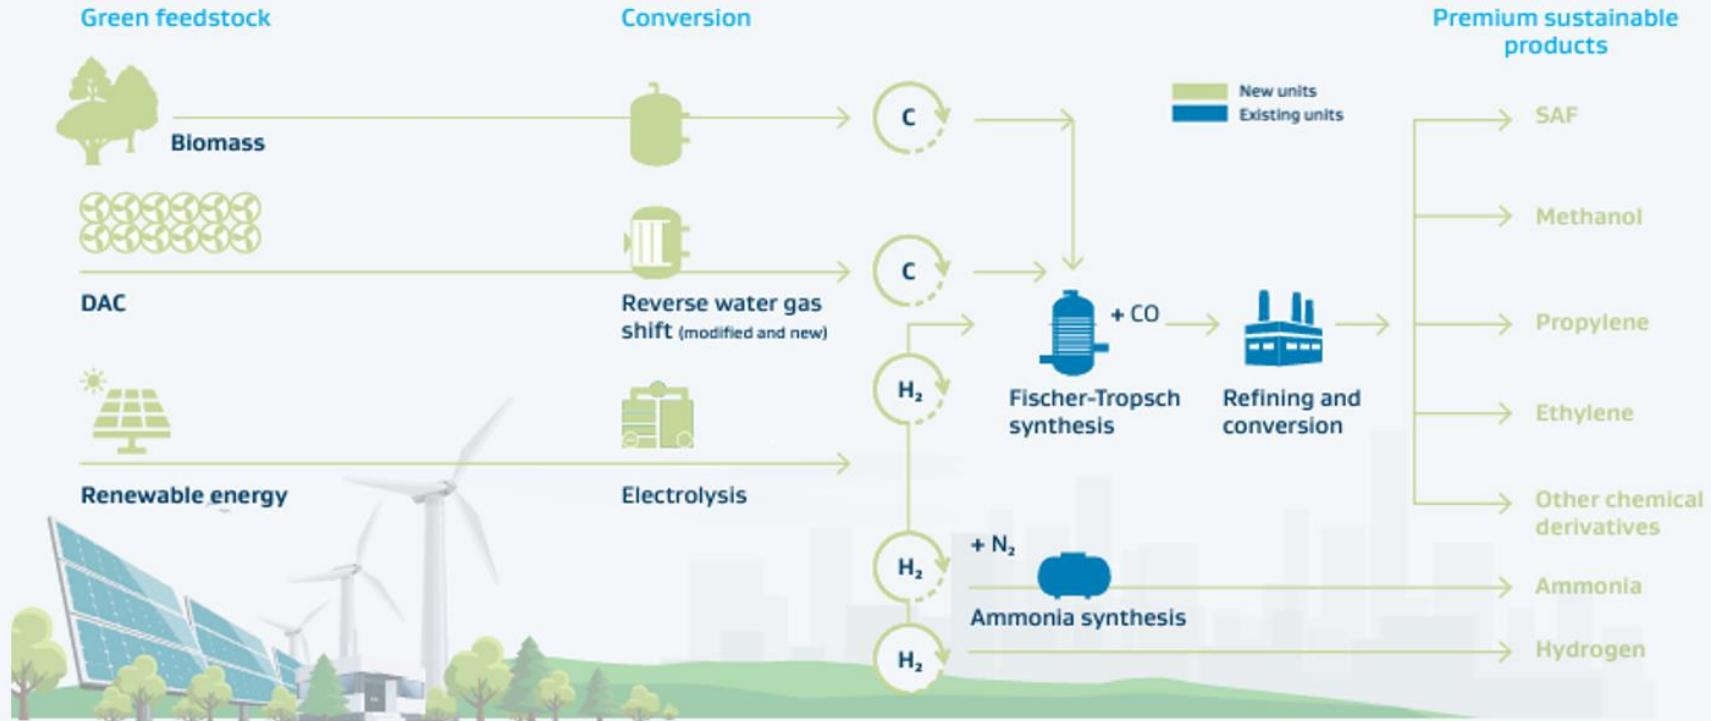 Green feedstock
Conversion
Premium sustainable
products
New units
Existing units
Biomass
C
SAF
DAC
Reverse water gas
shift (modified and new)
C
Methanol
H₂
+ CO
Fischer-Tropsch
synthesis
Refining and
conversion
Propylene
Ethylene
Renewable energy
Electrolysis
Other chemical
derivatives
H₂
+ N₂
Ammonia synthesis
Ammonia
H₂
Hydrogen